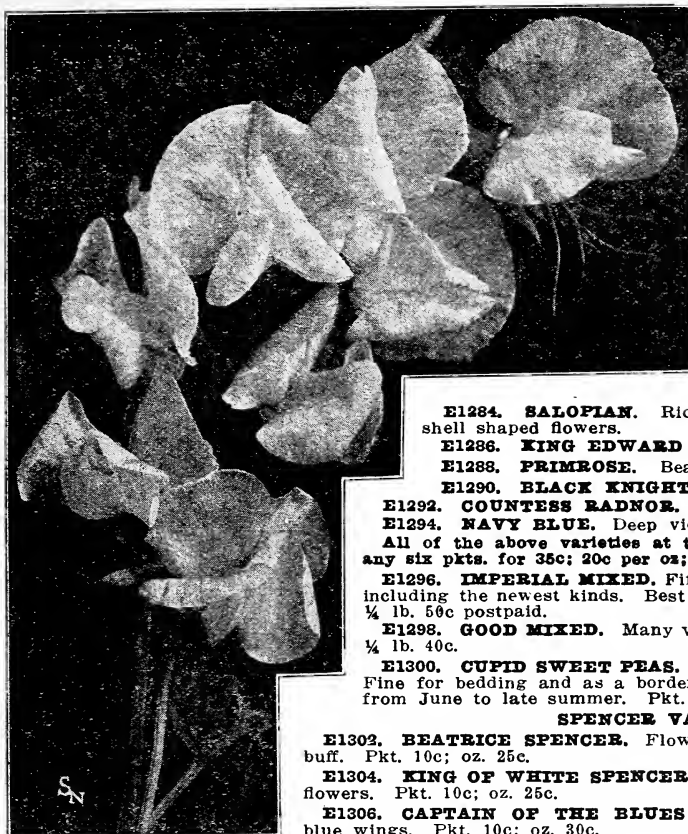 E1284. SALOPIAN. Ric
shell shaped flowers.
E1286. KING EDWARD
E1288. PRIMROSE. Bea
E1290. BLACK KNIGHT
E1292. COUNTESS RADNOR.
E1294. NAVY BLUE. Deep vi
All of the above varieties at t
any six pkts. for 35c; 20c per oz;
E1296. IMPERIAL MIXED. Fi
including the newest kinds. Best
¼ lb. 50c postpaid.
E1298. GOOD MIXED. Many v
¼ lb. 40c.
E1300. CUPID SWEET PEAS.
Fine for bedding and as a borde
from June to late summer. Pkt.
SPENCER VA
E1302. BEATRICE SPENCER. Flow
buff. Pkt. 10c; oz. 25c.
E1304. KING OF WHITE SPENCER
flowers. Pkt. 10c; oz. 25c.
E1306. CAPTAIN OF THE BLUES
blue wings. Pkt. 10c; oz. 30c.
SN